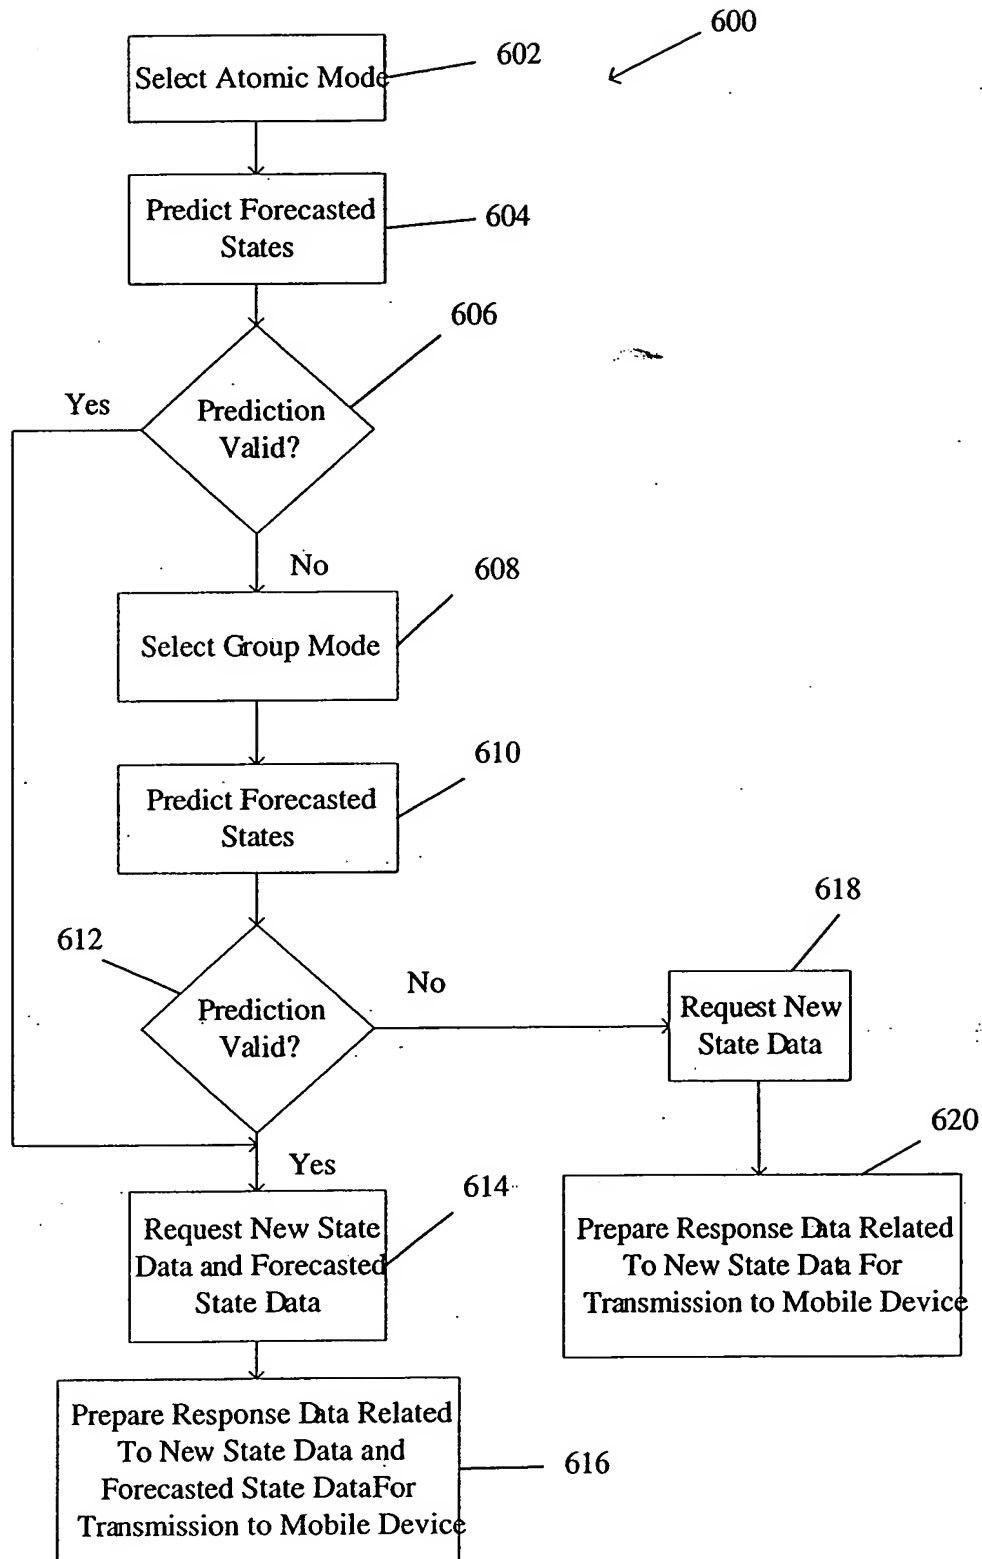 600
602
Select Atomic Mode
Predict Forecasted
States
604
606
Yes
Prediction
Valid?
No
608
Select Group Mode
610
Predict Forecasted
States
612
Prediction
Valid?
No
618
Request New
State Data
620
Prepare Response Data Related
To New State Data For
Transmission to Mobile Device
Yes
614
Request New State
Data and Forecasted
State Data
Prepare Response Data Related
To New State Data and
Forecasted State DataFor
Transmission to Mobile Device
616